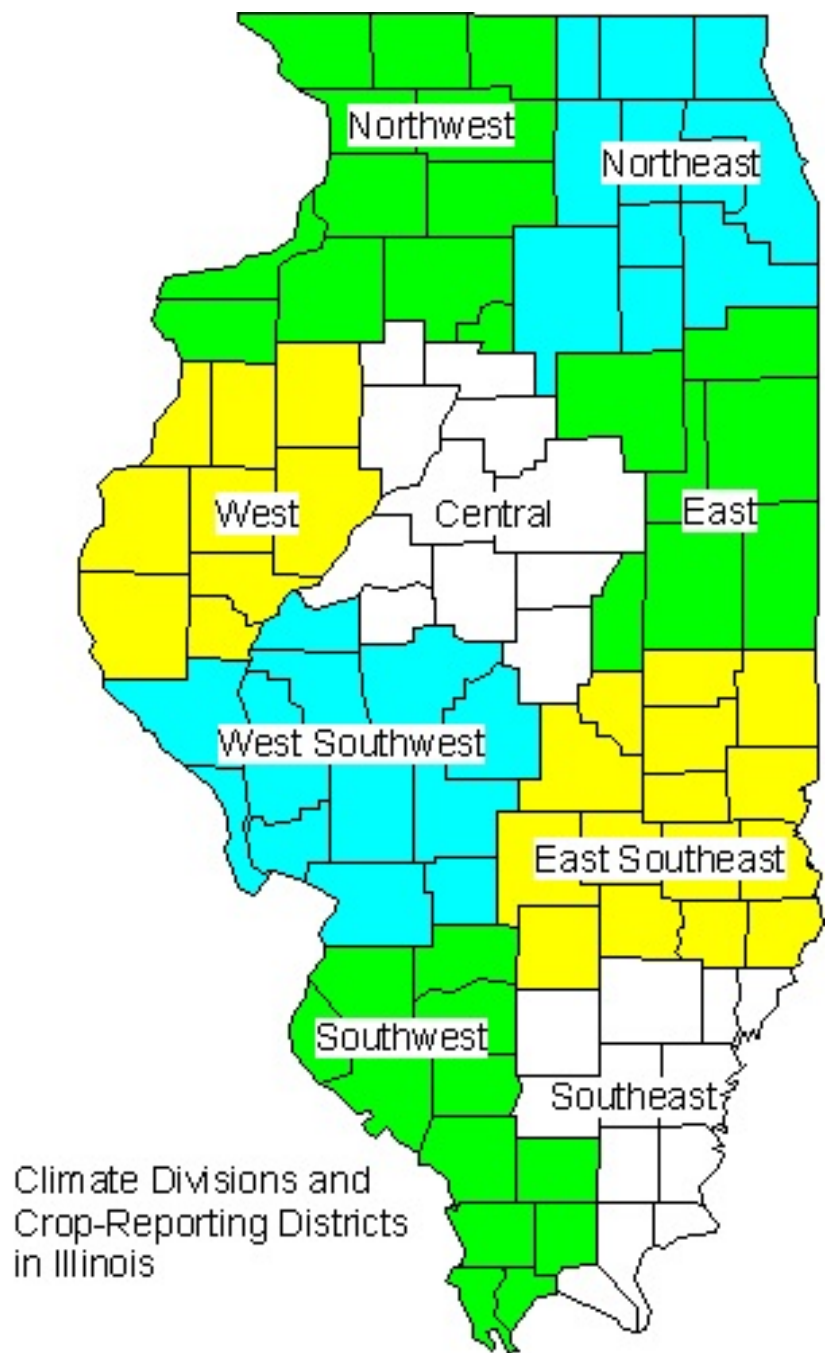 Northwest
Northeast
West
Central
East
West Southwest
East Southeast
Southwest
Southeast
Climate Divisions and
Crop-Reporting Districts
in Illinois